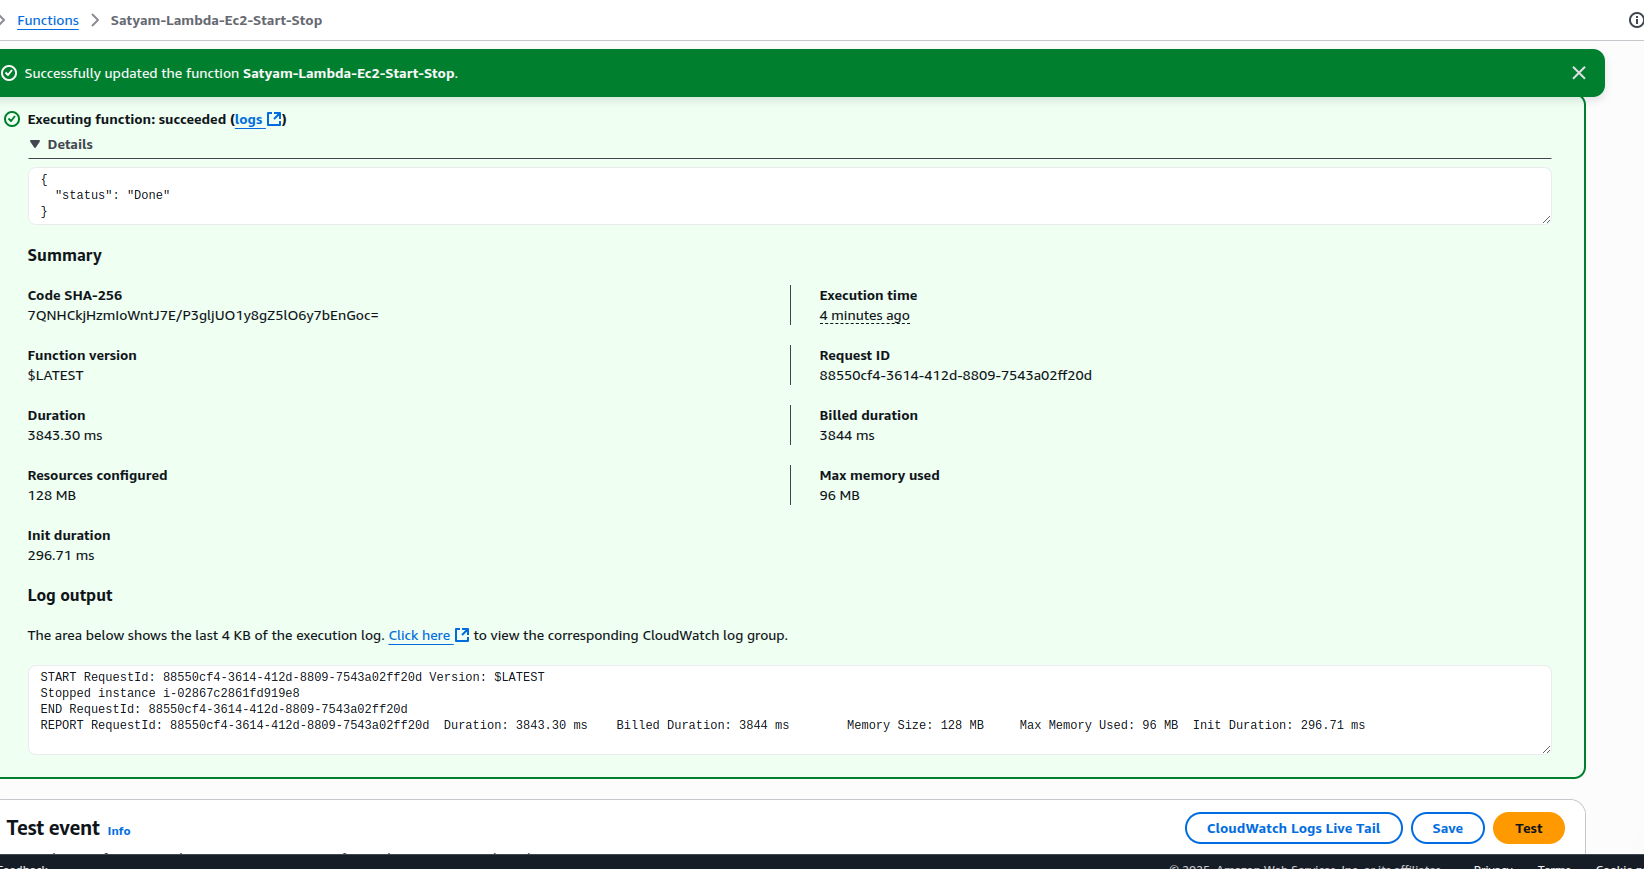 Functions > Satyam-Lambda-Ec2-Start-Stop
Successfully updated the function Satyam-Lambda-Ec2-Start-Stop.
Executing function: succeeded (logs)
Details
{
"status": "Done"
}
Summary
Code SHA-256
7QNHCkjHzmIoWntJ7E/P3gljUO1y8gZ5lO6y7bEnGoc=
Execution time
4 minutes ago
Function version
$LATEST
Request ID
88550cf4-3614-412d-8809-7543a02ff20d
Duration
3843.30 ms
Billed duration
3844 ms
Resources configured
128 MB
Max memory used
96 MB
Init duration
296.71 ms
Log output
The area below shows the last 4 KB of the execution log. Click here to view the corresponding CloudWatch log group.
START RequestId: 88550cf4-3614-412d-8809-7543a02ff20d Version: $LATEST
Stopped instance i-02867c2861fd919e8
END RequestId: 88550cf4-3614-412d-8809-7543a02ff20d
REPORT RequestId: 88550cf4-3614-412d-8809-7543a02ff20d Duration: 3843.30 ms Billed Duration: 3844 ms Memory Size: 128 MB Max Memory Used: 96 MB Init Duration: 296.71 ms
Test event Info
CloudWatch Logs Live Tail
Save
Test